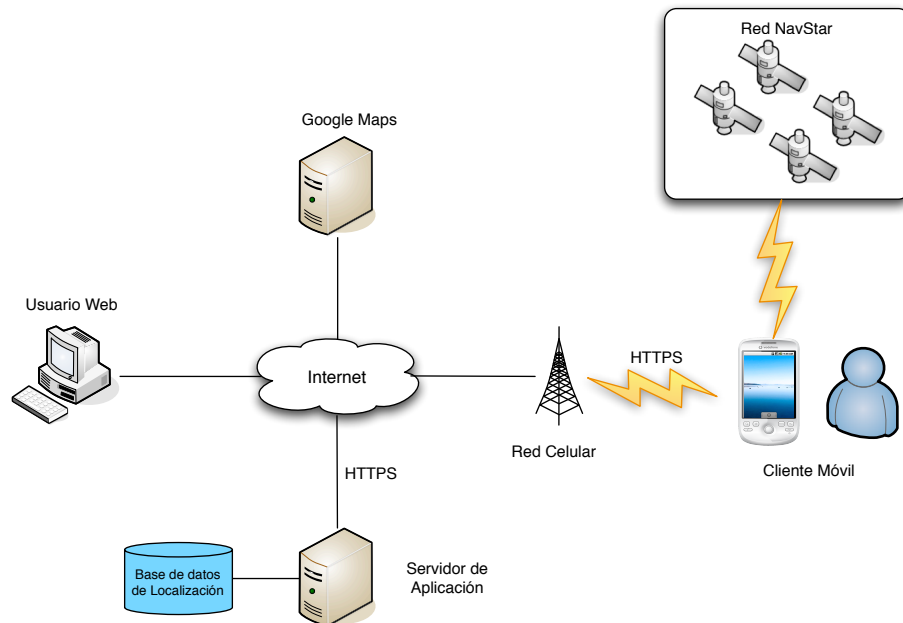 Red NavStar
Google Maps
Usuario Web
Internet
HTTPS
Red Celular
Cliente Móvil
HTTPS
Base de datos
de Localización
Servidor de
Aplicación